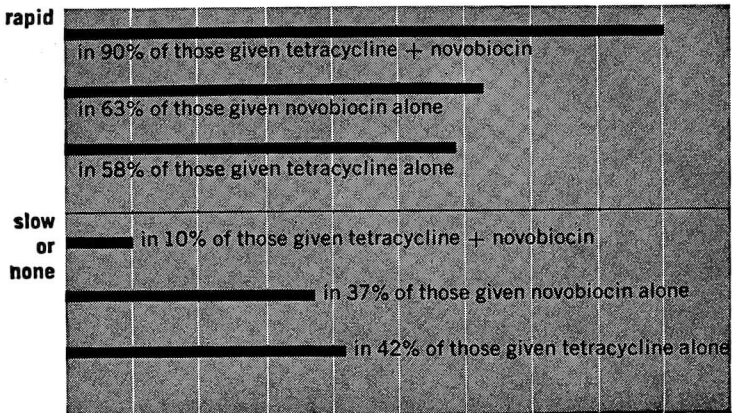 rapid
in 90% of those given tetracycline + novobiocin
in 63% of those given novobiocin alone
in 58% of those given tetracycline alone
slow
or
none
in 10% of those given tetracycline + novobiocin
in 37% of those given novobiocin alone
in 42% of those given tetracycline alone